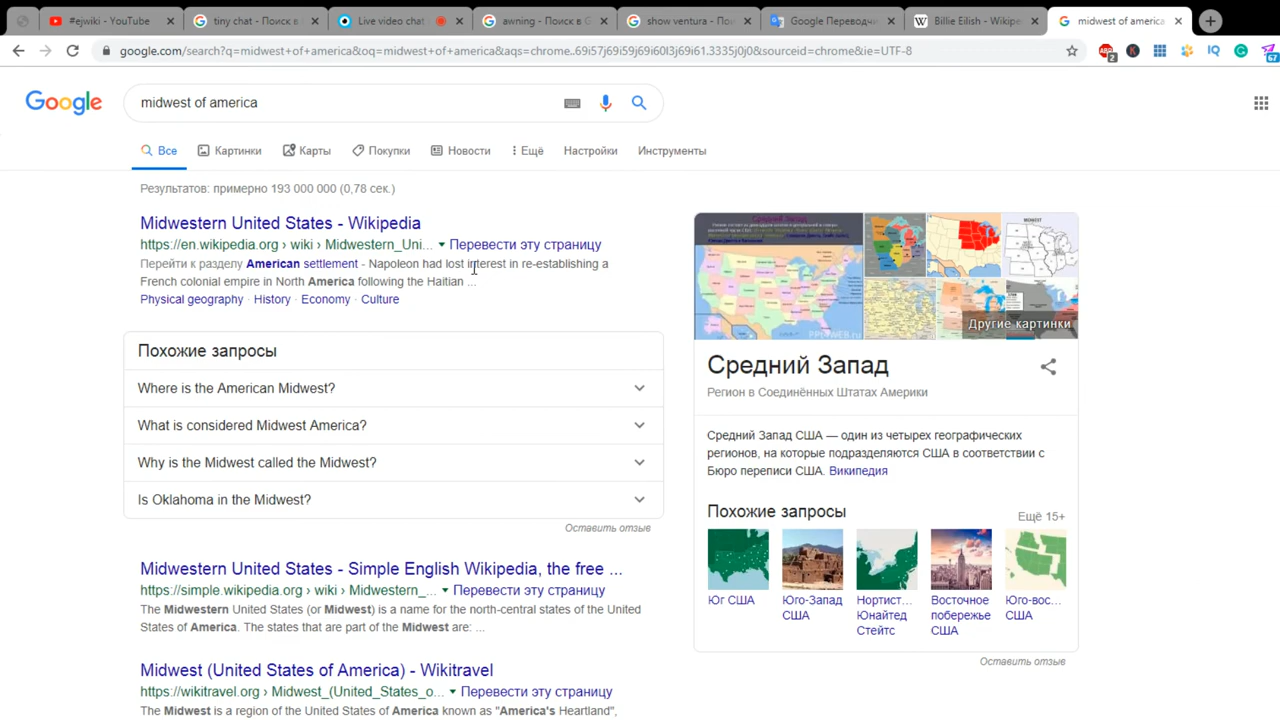 #ejwiki - YouTube
tiny chat - Поиск в
Live video chat
awning - Поиск в G
show ventura - По
Google Переводч
Billie Eilish - Wikipe
midwest of america
google.com/search?q=midwest+of+america&oq=midwest+of+america&aqs=chrome..69i57j69i59j69i60l3j69i61.3335j0j0&sourceid=chrome&ie=UTF-8
ABP
2
K
IQ
G
67
Google
midwest of america
Все
Картинки
Карты
Покупки
Новости
Ещё
Настройки
Инструменты
Результатов: примерно 193 000 000 (0,78 сек.)
Midwestern United States - Wikipedia
https://en.wikipedia.org › wiki › Midwestern_Uni... ▼ Перевести эту страницу
Перейти к разделу American settlement - Napoleon had lost interest in re-establishing a
French colonial empire in North America following the Haitian ...
Physical geography · History · Economy · Culture
Похожие запросы
Where is the American Midwest?
What is considered Midwest America?
Why is the Midwest called the Midwest?
Is Oklahoma in the Midwest?
Оставить отзыв
Midwestern United States - Simple English Wikipedia, the free ...
https://simple.wikipedia.org › wiki › Midwestern_... ▼ Перевести эту страницу
The Midwestern United States (or Midwest) is a name for the north-central states of the United
States of America. The states that are part of the Midwest are: ...
Midwest (United States of America) - Wikitravel
https://wikitravel.org › Midwest_(United_States_o... ▼ Перевести эту страницу
The Midwest is a region of the United States of America known as "America's Heartland",
Средний Запад
MIDWEST
Другие картинки
Средний Запад
Регион в Соединённых Штатах Америки
Средний Запад США — один из четырех географических
регионов, на которые подразделяются США в соответствии с
Бюро переписи США. Википедия
Похожие запросы
Ещё 15+
Юг США
Юго-Запад
США
Нортист...
Юнайтед
Стейтс
Восточное
побережье
США
Юго-вос...
США
Оставить отзыв